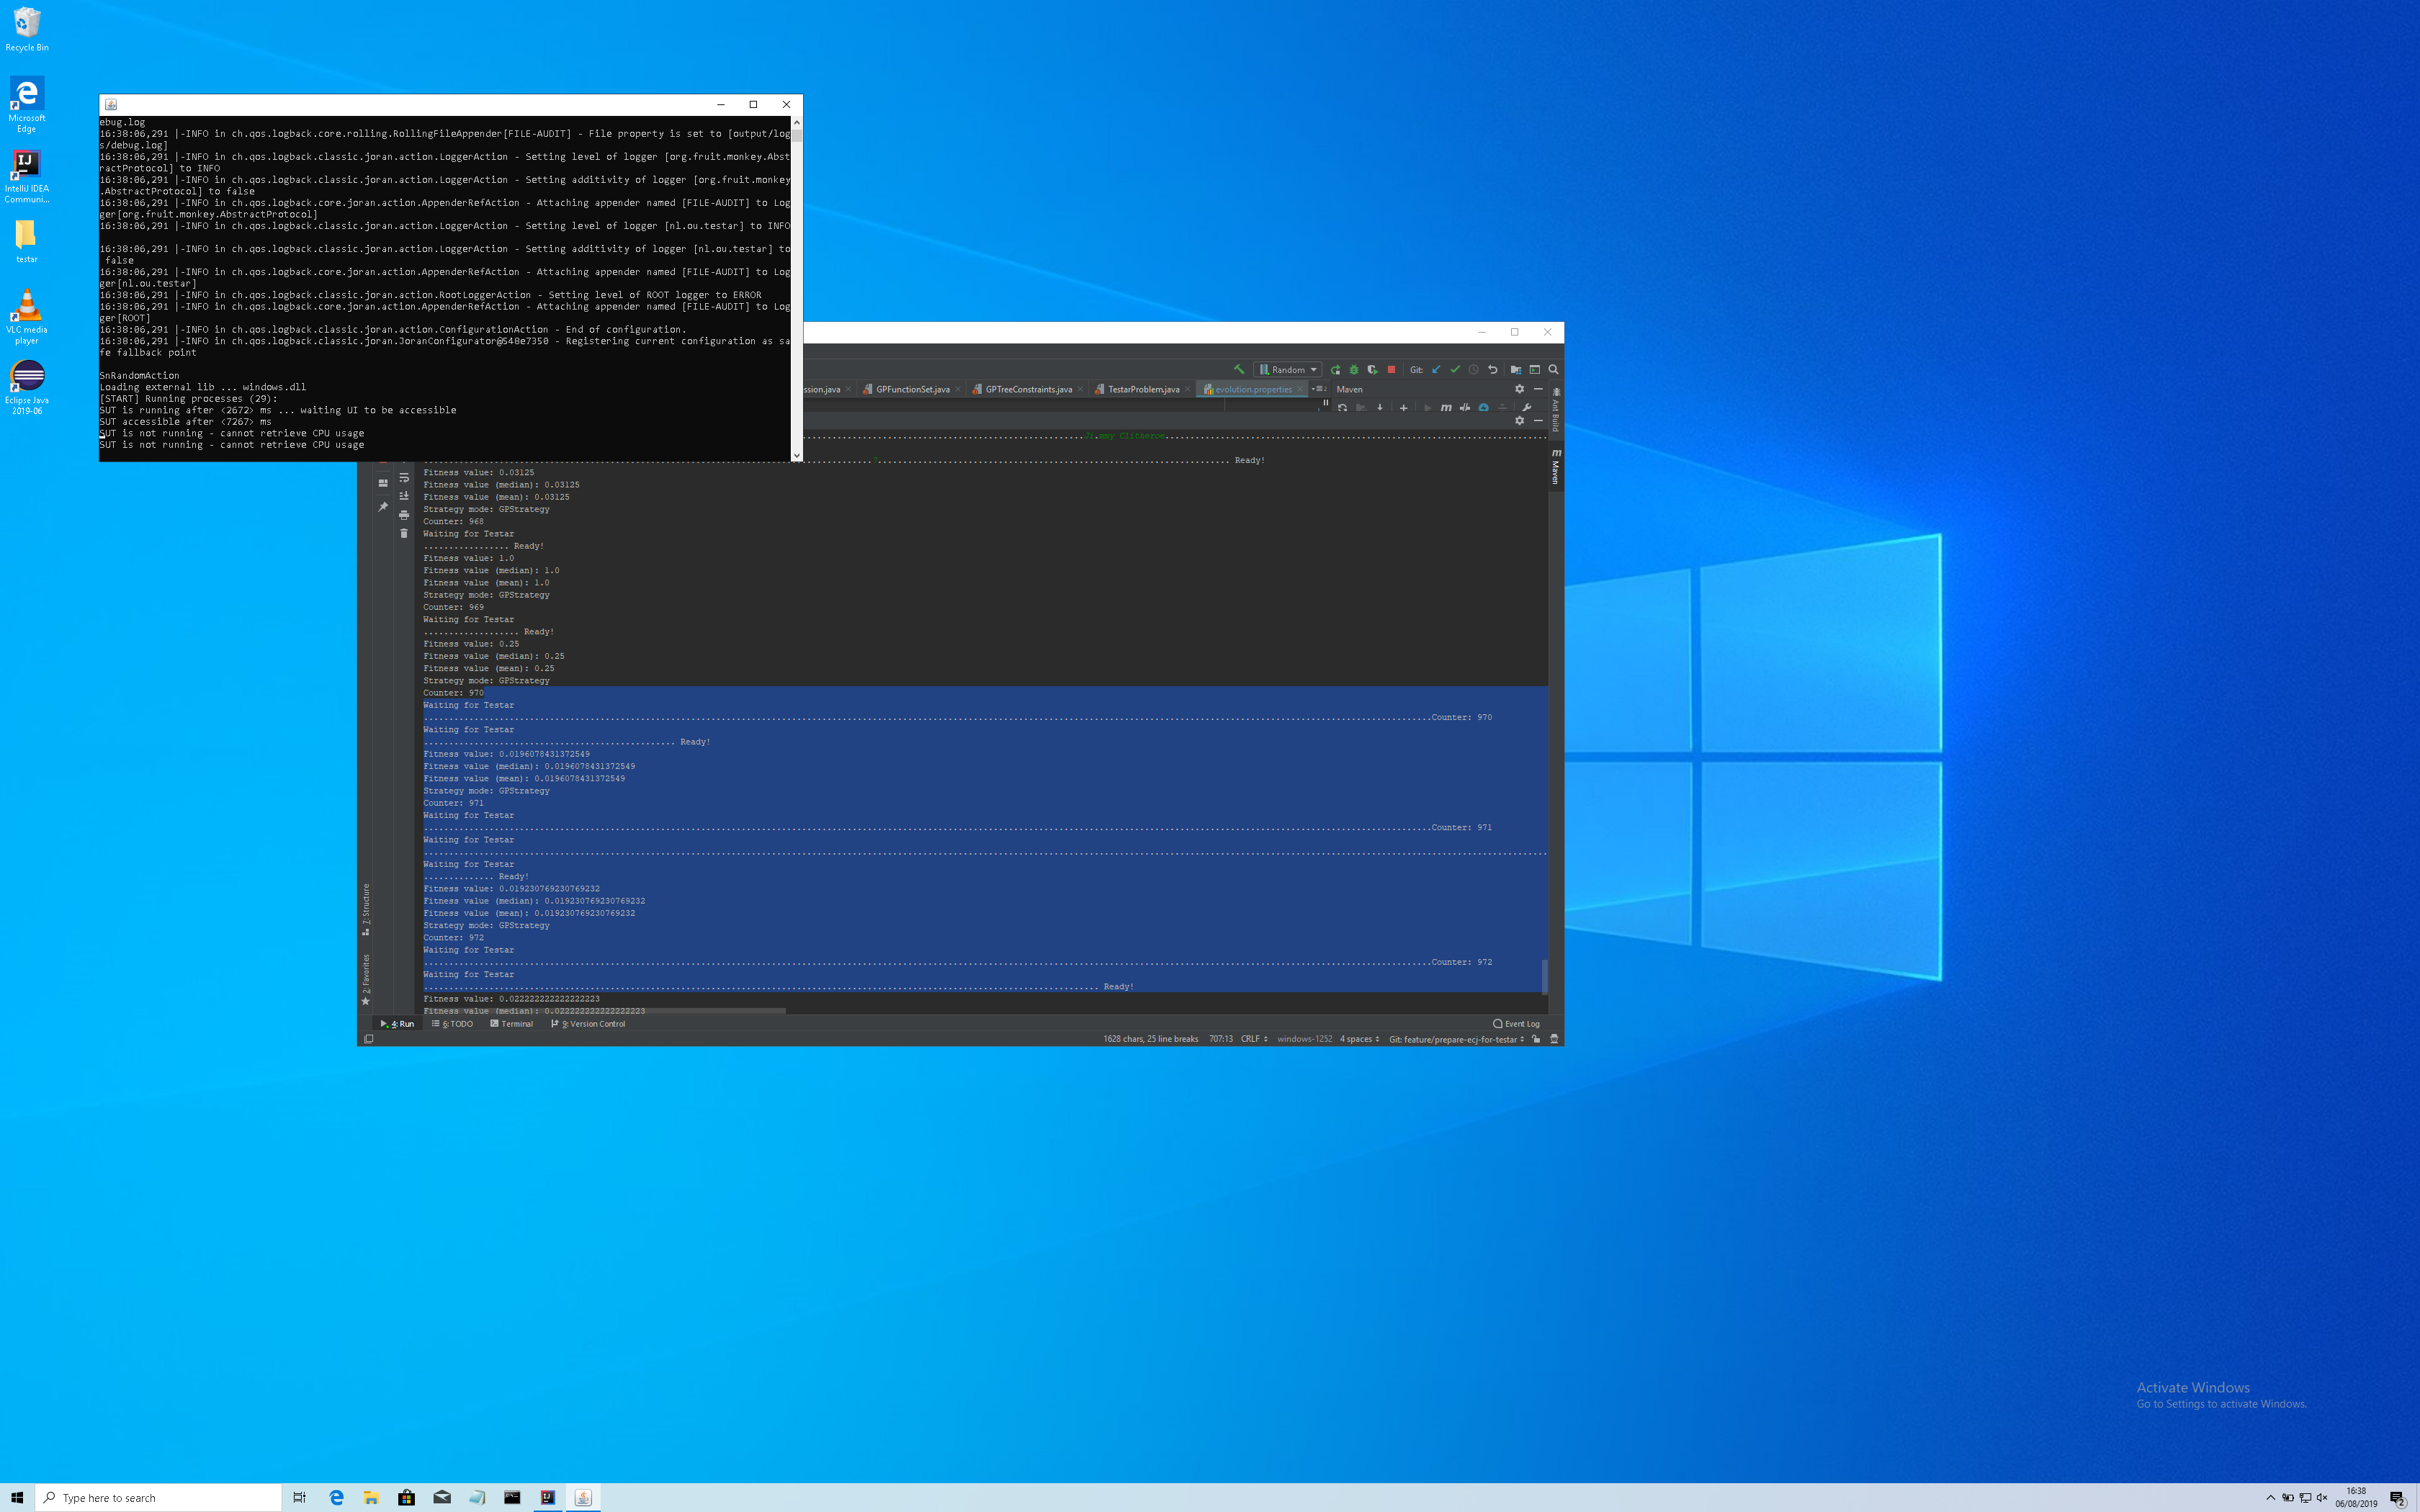 Recycle Bin
Microsoft
Edge
IntelliJ IDEA
Communi...
testar
VLC media
player
Eclipse Java
2019-06
ebug.log
16:38:06,291 |-INFO in ch.qos.logback.core.rolling.RollingFileAppender[FILE-AUDIT] - File property is set to [output/log
s/debug.log]
16:38:06,291 |-INFO in ch.qos.logback.classic.joran.action.LoggerAction - Setting level of logger [org.fruit.monkey.Abst
ractProtocol] to INFO
16:38:06,291 |-INFO in ch.qos.logback.classic.joran.action.LoggerAction - Setting additivity of logger [org.fruit.monkey
.AbstractProtocol] to false
16:38:06,291 |-INFO in ch.qos.logback.core.joran.action.AppenderRefAction - Attaching appender named [FILE-AUDIT] to Log
ger[org.fruit.monkey.AbstractProtocol]
16:38:06,291 |-INFO in ch.qos.logback.classic.joran.action.LoggerAction - Setting level of logger [nl.ou.testar] to INFO
16:38:06,291 |-INFO in ch.qos.logback.classic.joran.action.LoggerAction - Setting additivity of logger [nl.ou.testar] to
false
16:38:06,291 |-INFO in ch.qos.logback.core.joran.action.AppenderRefAction - Attaching appender named [FILE-AUDIT] to Log
ger[nl.ou.testar]
16:38:06,291 |-INFO in ch.qos.logback.classic.joran.action.RootLoggerAction - Setting level of ROOT logger to ERROR
16:38:06,291 |-INFO in ch.qos.logback.core.joran.action.AppenderRefAction - Attaching appender named [FILE-AUDIT] to Log
ger[ROOT]
16:38:06,291 |-INFO in ch.qos.logback.classic.joran.action.ConfigurationAction - End of configuration.
16:38:06,291 |-INFO in ch.qos.logback.classic.joran.JoranConfigurator@548e7350 - Registering current configuration as sa
fe fallback point
SnRandomAction
Loading external lib ... windows.dll
[START] Running processes (29):
SUT is running after <2672> ms ... waiting UI to be accessible
SUT accessible after <7267> ms
SUT is not running - cannot retrieve CPU usage
SUT is not running - cannot retrieve CPU usage
Random Git:
ssion.java GPFunctionSet.java GPTreeConstraints.java TestarProblem.java evolution.properties Maven
Ant Build
Maven
Ready!
Fitness value: 0.03125
Fitness value (median): 0.03125
Fitness value (mean): 0.03125
Strategy mode: GPStrategy
Counter: 968
Waiting for Testar
................. Ready!
Fitness value: 1.0
Fitness value (median): 1.0
Fitness value (mean): 1.0
Strategy mode: GPStrategy
Counter: 969
Waiting for Testar
................... Ready!
Fitness value: 0.25
Fitness value (median): 0.25
Fitness value (mean): 0.25
Strategy mode: GPStrategy
Counter: 970
Waiting for Testar
Counter: 970
Waiting for Testar
Ready!
Fitness value: 0.0196078431372549
Fitness value (median): 0.0196078431372549
Fitness value (mean): 0.0196078431372549
Strategy mode: GPStrategy
Counter: 971
Waiting for Testar
Counter: 971
Waiting for Testar
Waiting for Testar
.............. Ready!
Fitness value: 0.019230769230769232
Fitness value (median): 0.019230769230769232
Fitness value (mean): 0.019230769230769232
Strategy mode: GPStrategy
Counter: 972
Waiting for Testar
Counter: 972
Waiting for Testar
Ready!
Fitness value: 0.022222222222222223
Fitness value (median): 0.022222222222222223
7: Structure
2: Favorites
4: Run 6: TODO Terminal 9: Version Control Event Log
1628 chars, 25 line breaks 707:13 CRLF windows-1252 4 spaces Git: feature/prepare-ecj-for-testar
Activate Windows
Go to Settings to activate Windows.
Type here to search
16:38
06/08/2019
2